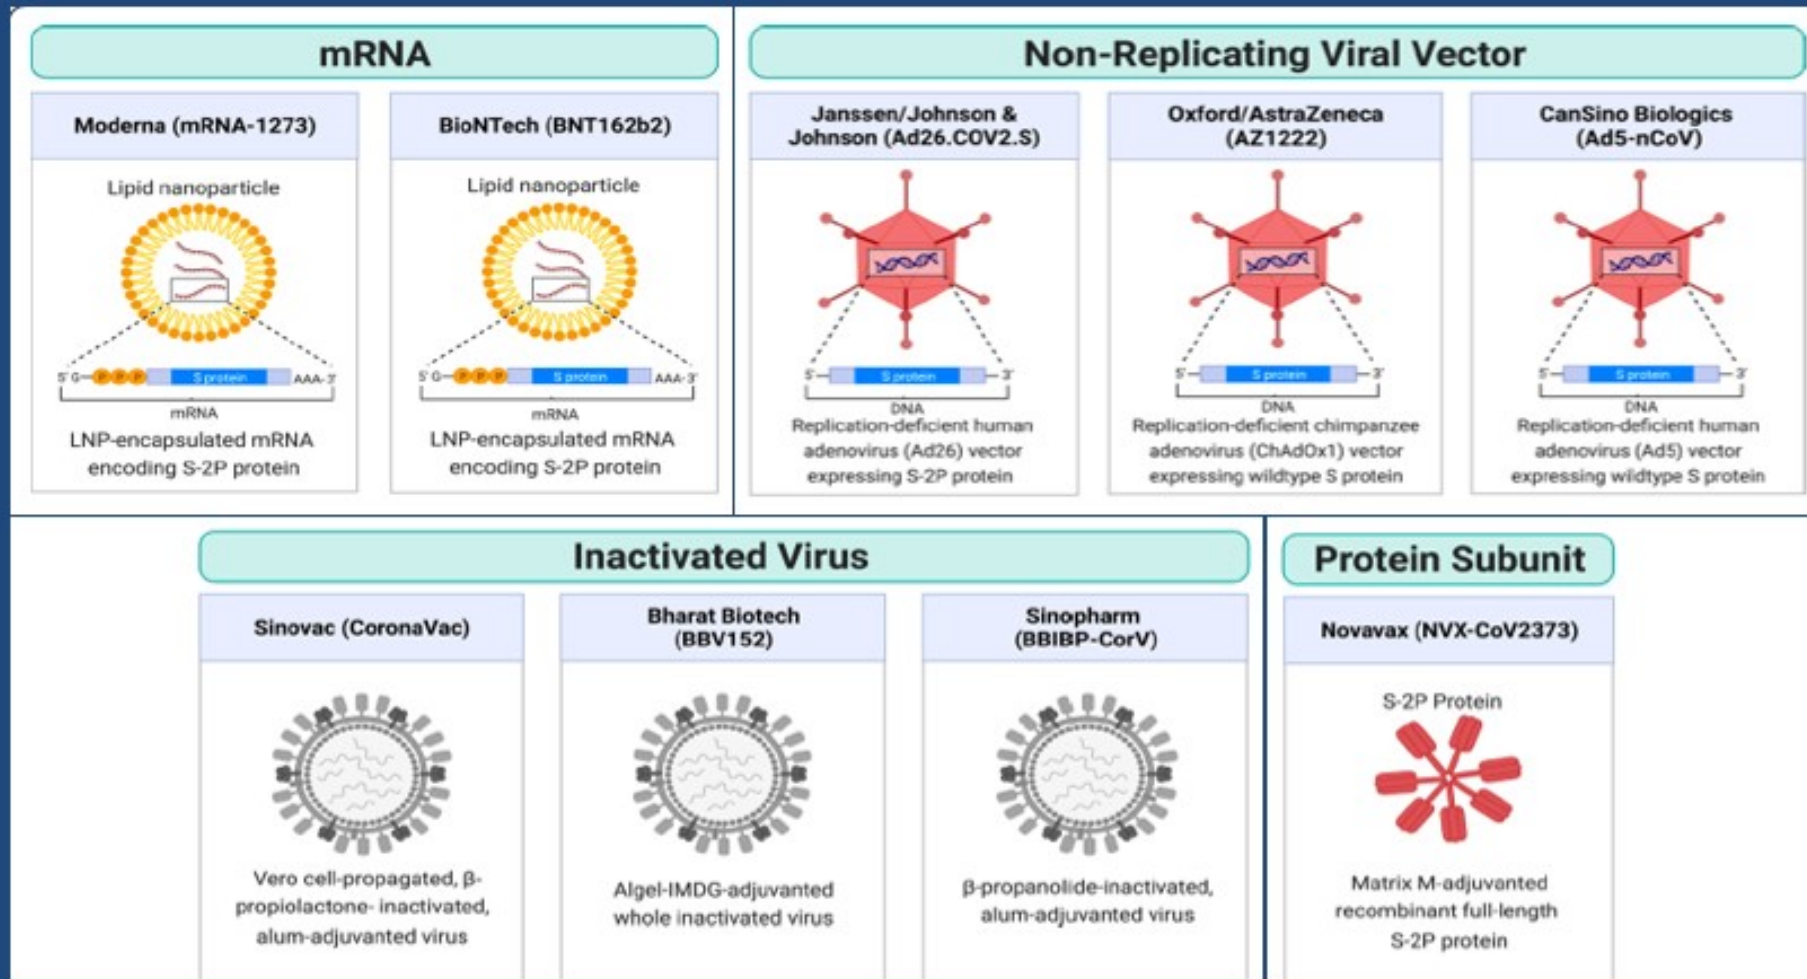 mRNA
Moderna (mRNA-1273)
Lipid nanoparticle
5' G P P P S protein AAA-3'
mRNA
LNP-encapsulated mRNA
encoding S-2P protein
BioNTech (BNT162b2)
Lipid nanoparticle
5' G P P P S protein AAA-3'
mRNA
LNP-encapsulated mRNA
encoding S-2P protein
Non-Replicating Viral Vector
Janssen/Johnson &
Johnson (Ad26.COV2.S)
5' S protein 3'
DNA
Replication-deficient human
adenovirus (Ad26) vector
expressing S-2P protein
Oxford/AstraZeneca
(AZ1222)
5' S protein 3'
DNA
Replication-deficient chimpanzee
adenovirus (ChAdOx1) vector
expressing wildtype S protein
CanSino Biologics
(Ad5-nCoV)
5' S protein 3'
DNA
Replication-deficient human
adenovirus (Ad5) vector
expressing wildtype S protein
Inactivated Virus
Sinovac (CoronaVac)
Vero cell-propagated, β-
propiolactone- inactivated,
alum-adjuvanted virus
Bharat Biotech
(BBV152)
Algel-IMDG-adjuvanted
whole inactivated virus
Sinopharm
(BBIBP-CorV)
β-propanolide-inactivated,
alum-adjuvanted virus
Protein Subunit
Novavax (NVX-CoV2373)
S-2P Protein
Matrix M-adjuvanted
recombinant full-length
S-2P protein